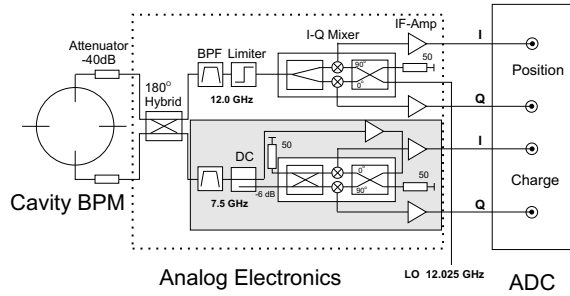 Attenuator
-40dB
180°
Hybrid
BPF
Limiter
12.0 GHz
I-Q Mixer
90°
0°
50
IF-Amp
I
Q
Position
50
DC
-6 dB
7.5 GHz
0°
90°
50
I
Q
Charge
Cavity BPM
Analog Electronics
LO 12.025 GHz
ADC